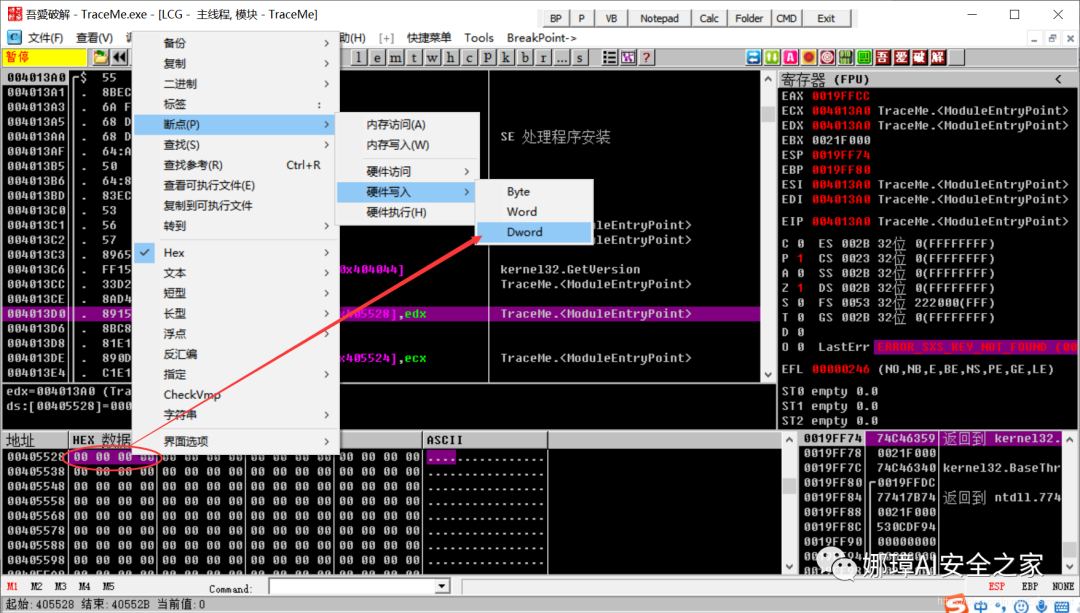 吾愛破解 - TraceMe.exe - [LCG - 主线程, 模块 - TraceMe]
BP P VB Notepad Calc Folder CMD Exit
文件(F) 查看(V) 助(H) [+] 快捷菜单 Tools BreakPoint->
暂停 l e m t w h c p k b r ... s ? 吾 爱 破 解
004013A0 $ 55
004013A1 . 8BEC
004013A3 . 6A F
004013A5 . 68 D
004013AA . 68 D
004013AF . 64:A
004013B5 . 50
004013B6 . 64:8
004013BD . 83EC
004013C0 . 53
004013C1 . 56
004013C2 . 57
004013C3 . 8965
004013C6 . FF15
004013CC . 33D2
004013CE . 8AD4
004013D0 . 8915
004013D6 . 8BC8
004013D8 . 81E1
004013DE . 890D
004013E4 . C1E1
备份
复制
二进制
标签 :
断点(P)
查找(S)
查找参考(R) Ctrl+R
查看可执行文件(E)
复制到可执行文件
转到
Hex
文本
短型
长型
浮点
反汇编
指定
CheckVmp
字符串
界面选项
内存访问(A)
内存写入(W)
硬件访问
硬件写入
硬件执行(H)
Byte
Word
Dword
0x404044]
405528],edx
x405524],ecx
SE 处理程序安装
ModuleEntryPoint>
oduleEntryPoint>
kernel32.GetVersion
TraceMe.<ModuleEntryPoint>
TraceMe.<ModuleEntryPoint>
TraceMe.<ModuleEntryPoint>
寄存器 (FPU) <
EAX 0019FFCC
ECX 004013A0 TraceMe.<ModuleEntryPoint>
EDX 004013A0 TraceMe.<ModuleEntryPoint>
EBX 0021F000
ESP 0019FF74
EBP 0019FF80
ESI 004013A0 TraceMe.<ModuleEntryPoint>
EDI 004013A0 TraceMe.<ModuleEntryPoint>
EIP 004013A0 TraceMe.<ModuleEntryPoint>
C 0 ES 002B 32位 0(FFFFFFFF)
P 1 CS 0023 32位 0(FFFFFFFF)
A 0 SS 002B 32位 0(FFFFFFFF)
Z 1 DS 002B 32位 0(FFFFFFFF)
S 0 FS 0053 32位 222000(FFF)
T 0 GS 002B 32位 0(FFFFFFFF)
D 0
O 0 LastErr ERROR_SXS_KEY_NOT_FOUND (00
EFL 00000246 (NO,NB,E,BE,NS,PE,GE,LE)
ST0 empty 0.0
ST1 empty 0.0
ST2 empty 0.0
edx=004013A0 (Tra
ds:[00405528]=000
地址 HEX 数据 ASCII
00405528 00 00 00 00 00 00 00 00 00 00 00 00 00 00 00 00 ................
00405538 00 00 00 00 00 00 00 00 00 00 00 00 00 00 00 00 ................
00405548 00 00 00 00 00 00 00 00 00 00 00 00 00 00 00 00 ................
00405558 00 00 00 00 00 00 00 00 00 00 00 00 00 00 00 00 ................
00405568 00 00 00 00 00 00 00 00 00 00 00 00 00 00 00 00 ................
00405578 00 00 00 00 00 00 00 00 00 00 00 00 00 00 00 00 ................
00405588 00 00 00 00 00 00 00 00 00 00 00 00 00 00 00 00 ................
00405598 00 00 00 00 00 00 00 00 00 00 00 00 00 00 00 00 ................
0019FF74 74C46359 返回到 kernel32.
0019FF78 0021F000
0019FF7C 74C46340 kernel32.BaseThr
0019FF80 0019FFDC
0019FF84 77417B74 返回到 ntdll.774
0019FF88 0021F000
0019FF8C 530CDF94
0019FF90 00000000
娜璋AI安全之家
M1 M2 M3 M4 M5 Command: ESP EBP NONE
起始: 405528 结束: 40552B 当前值: 0
中